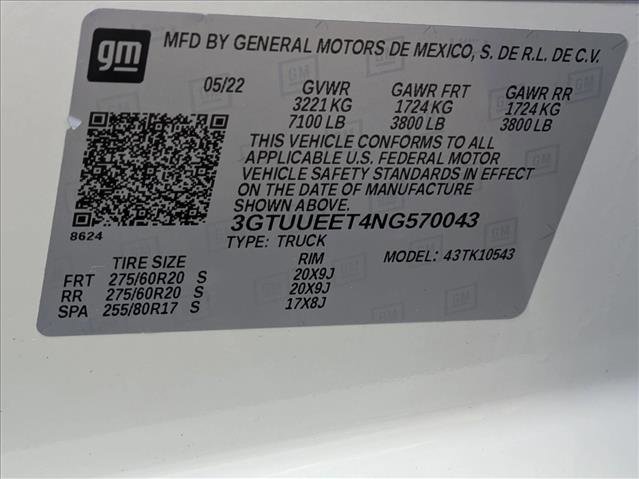 gm MFD BY GENERAL MOTORS DE MEXICO, S. DE R.L. DE C.V.
05/22 GVWR GAWR FRT GAWR RR
3221 KG 1724 KG 1724 KG
7100 LB 3800 LB 3800 LB
THIS VEHICLE CONFORMS TO ALL
APPLICABLE U.S. FEDERAL MOTOR
VEHICLE SAFETY STANDARDS IN EFFECT
ON THE DATE OF MANUFACTURE
8624 3GTUUEET4NG570043
TYPE: TRUCK MODEL: 43TK10543
TIRE SIZE RIM
FRT 275/60R20 S 20X9J
RR 275/60R20 S 20X9J
SPA 255/80R17 S 17X8J